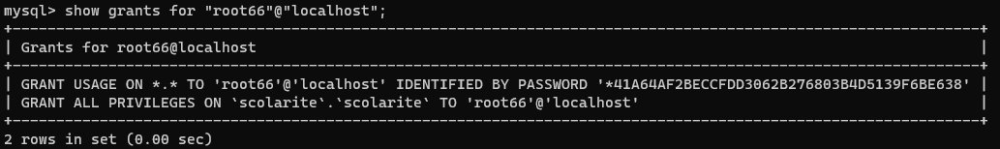 mysql> show grants for "root66"@"localhost";
+---------------------------------------------------------------------------------------------------------------+
| Grants for root66@localhost                                                                                   |
+---------------------------------------------------------------------------------------------------------------+
| GRANT USAGE ON *.* TO 'root66'@'localhost' IDENTIFIED BY PASSWORD '*41A64AF2BECCFDD3062B276803B4D5139F6BE638' |
| GRANT ALL PRIVILEGES ON `scolarite`.`scolarite` TO 'root66'@'localhost'                                       |
+---------------------------------------------------------------------------------------------------------------+
2 rows in set (0.00 sec)